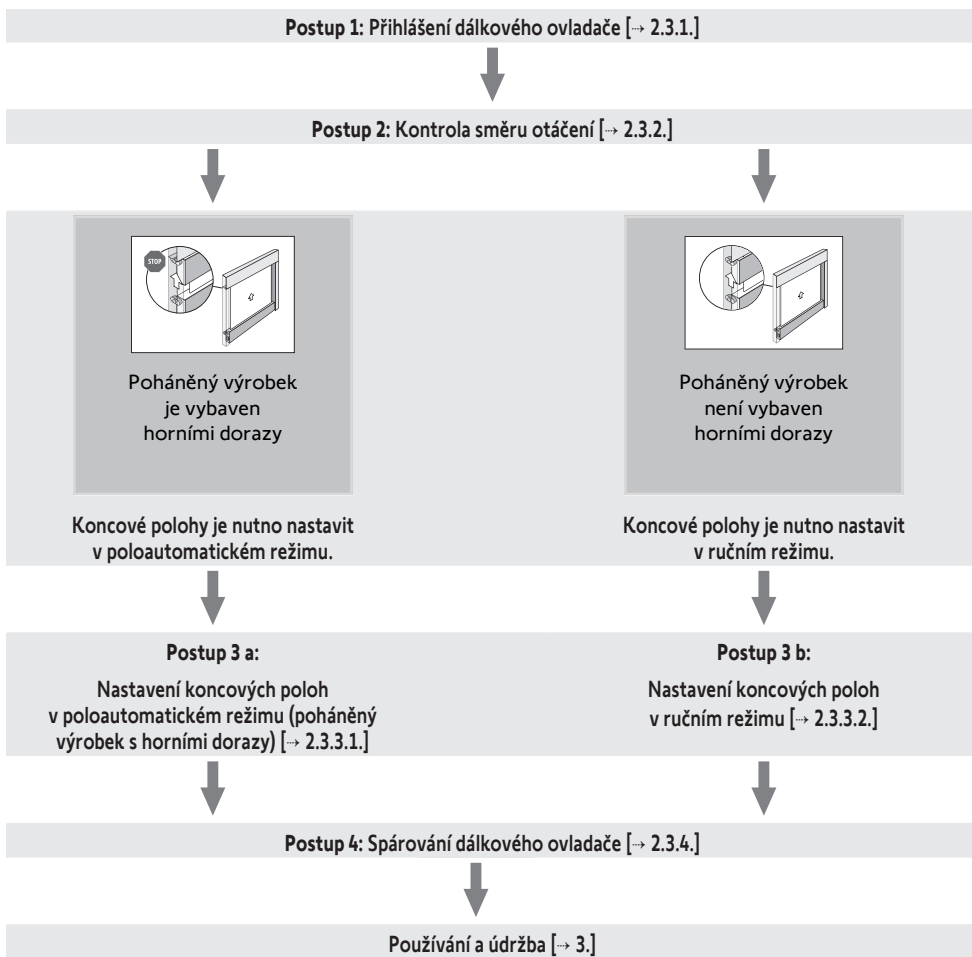 Postup 1: Přihlášení dálkového ovladače [⇢ 2.3.1.]
Postup 2: Kontrola směru otáčení [⇢ 2.3.2.]
STOP
Poháněný výrobek
je vybaven
horními dorazy
Koncové polohy je nutno nastavit
v poloautomatickém režimu.
Poháněný výrobek
není vybaven
horními dorazy
Koncové polohy je nutno nastavit
v ručním režimu.
Postup 3 a:
Nastavení koncových poloh
v poloautomatickém režimu (poháněný
výrobek s horními dorazy) [⇢ 2.3.3.1.]
Postup 3 b:
Nastavení koncových poloh
v ručním režimu [⇢ 2.3.3.2.]
Postup 4: Spárování dálkového ovladače [⇢ 2.3.4.]
Používání a údržba [⇢ 3.]